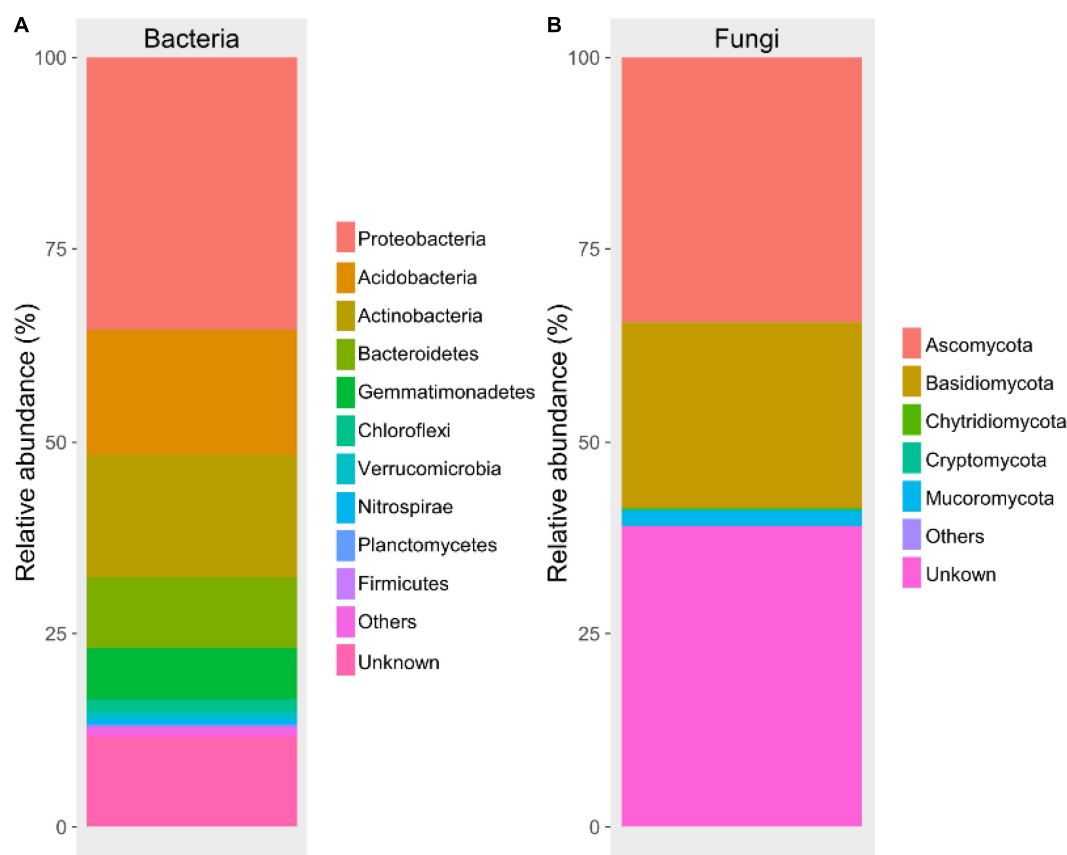 A
Bacteria
100
75
50
25
0
Relative abundance (%)
Proteobacteria
Acidobacteria
Actinobacteria
Bacteroidetes
Gemmatimonadetes
Chloroflexi
Verrucomicrobia
Nitrospirae
Planctomycetes
Firmicutes
Others
Unknown
B
Fungi
100
75
50
25
0
Relative abundance (%)
Ascomycota
Basidiomycota
Chytridiomycota
Cryptomycota
Mucoromycota
Others
Unkown